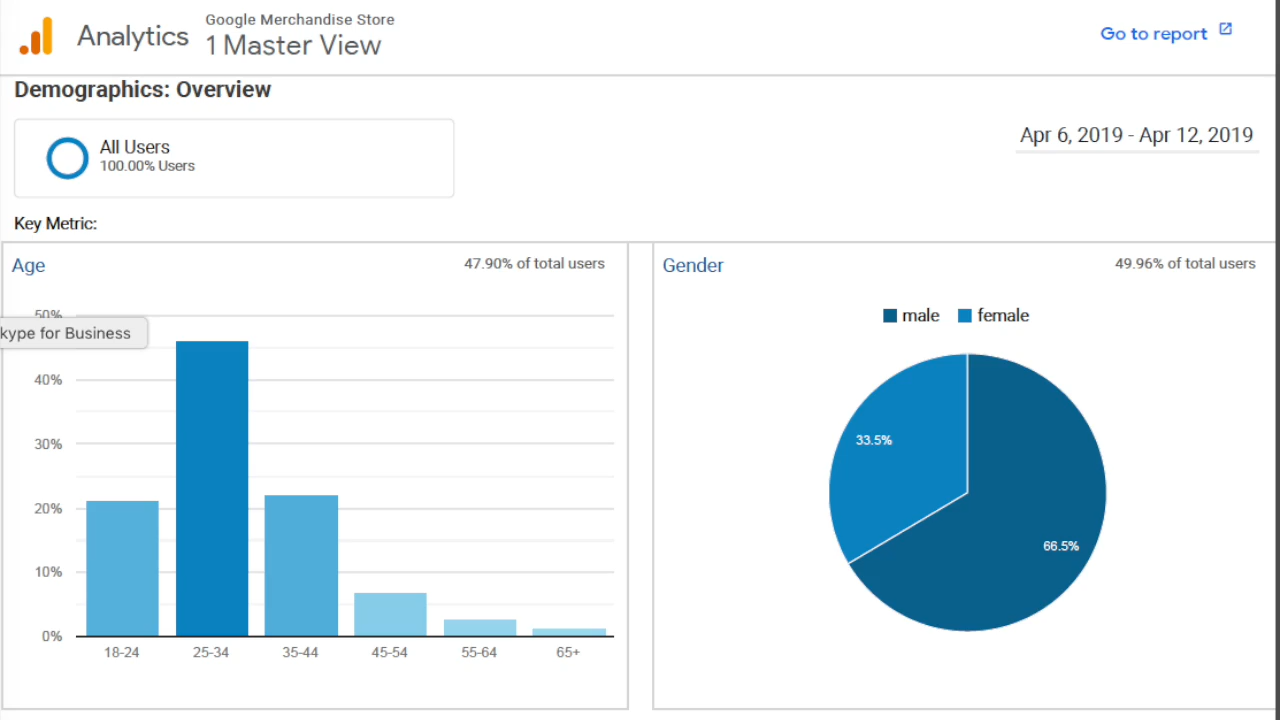 Analytics
Google Merchandise Store
1 Master View
Go to report
Demographics: Overview
All Users
100.00% Users
Apr 6, 2019 - Apr 12, 2019
Key Metric:
Age
47.90% of total users
50%
kype for Business
40%
30%
20%
10%
0%
18-24
25-34
35-44
45-54
55-64
65+
Gender
49.96% of total users
male
female
33.5%
66.5%